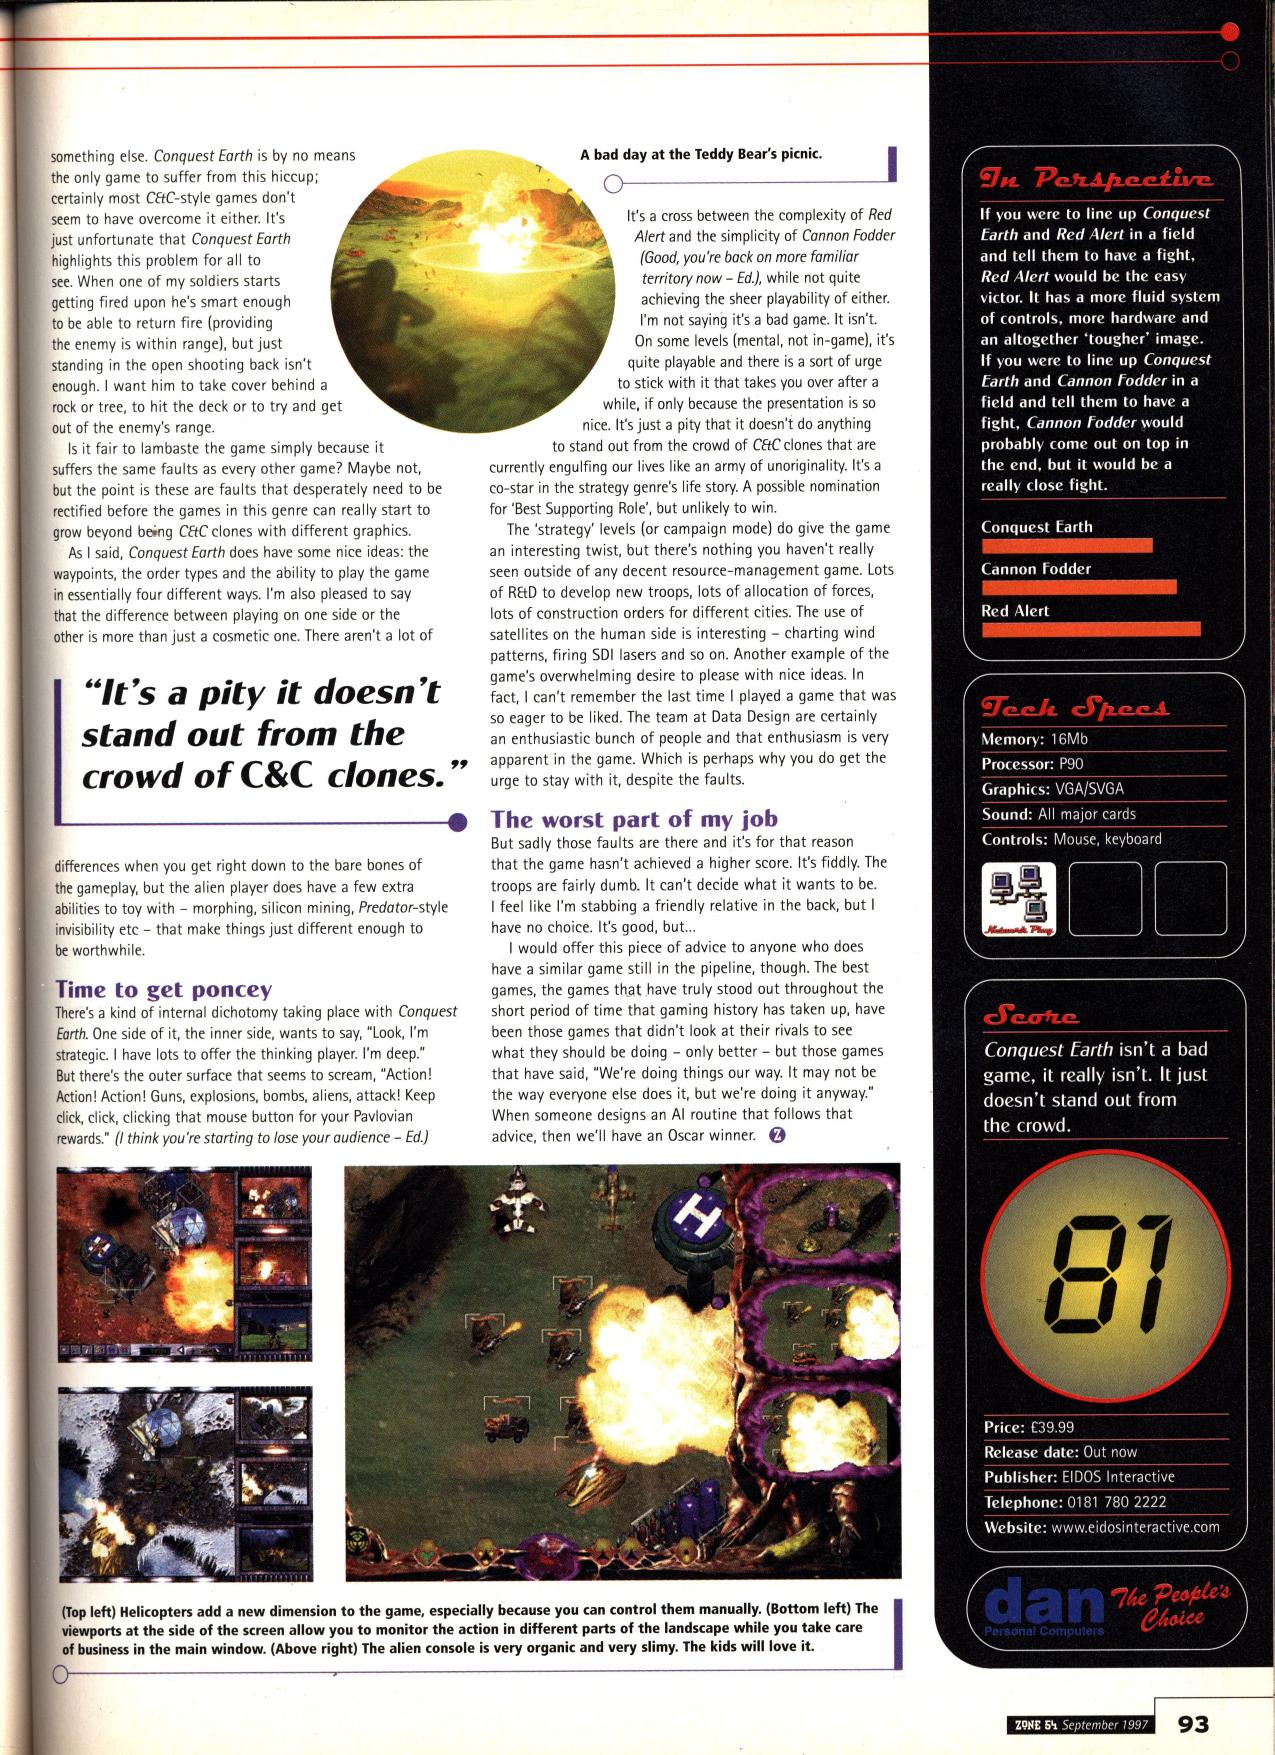 something else. Conquest Earth is by no means
the only game to suffer from this hiccup;
certainly most C&C-style games don't
seem to have overcome it either. It's
just unfortunate that Conquest Earth
highlights this problem for all to
see. When one of my soldiers starts
getting fired upon he's smart enough
to be able to return fire (providing
the enemy is within range), but just
standing in the open shooting back isn't
enough. I want him to take cover behind a
rock or tree, to hit the deck or to try and get
out of the enemy's range.
Is it fair to lambaste the game simply because it
suffers the same faults as every other game? Maybe not,
but the point is these are faults that desperately need to be
rectified before the games in this genre can really start to
grow beyond being C&C clones with different graphics.
As I said, Conquest Earth does have some nice ideas: the
waypoints, the order types and the ability to play the game
in essentially four different ways. I'm also pleased to say
that the difference between playing on one side or the
other is more than just a cosmetic one. There aren't a lot of
"It's a pity it doesn't
stand out from the
crowd of C&C clones."
differences when you get right down to the bare bones of
the gameplay, but the alien player does have a few extra
abilities to toy with – morphing, silicon mining, Predator-style
invisibility etc – that make things just different enough to
be worthwhile.
Time to get poncey
There's a kind of internal dichotomy taking place with Conquest
Earth. One side of it, the inner side, wants to say, "Look, I'm
strategic. I have lots to offer the thinking player. I'm deep."
But there's the outer surface that seems to scream, "Action!
Action! Action! Guns, explosions, bombs, aliens, attack! Keep
click, click, clicking that mouse button for your Pavlovian
rewards." (I think you're starting to lose your audience – Ed.)
A bad day at the Teddy Bear's picnic.
It's a cross between the complexity of Red
Alert and the simplicity of Cannon Fodder
(Good, you're back on more familiar
territory now – Ed.), while not quite
achieving the sheer playability of either.
I'm not saying it's a bad game. It isn't.
On some levels (mental, not in-game), it's
quite playable and there is a sort of urge
to stick with it that takes you over after a
while, if only because the presentation is so
nice. It's just a pity that it doesn't do anything
to stand out from the crowd of C&C clones that are
currently engulfing our lives like an army of unoriginality. It's a
co-star in the strategy genre's life story. A possible nomination
for 'Best Supporting Role', but unlikely to win.
The 'strategy' levels (or campaign mode) do give the game
an interesting twist, but there's nothing you haven't really
seen outside of any decent resource-management game. Lots
of R&D to develop new troops, lots of allocation of forces,
lots of construction orders for different cities. The use of
satellites on the human side is interesting – charting wind
patterns, firing SDI lasers and so on. Another example of the
game's overwhelming desire to please with nice ideas. In
fact, I can't remember the last time I played a game that was
so eager to be liked. The team at Data Design are certainly
an enthusiastic bunch of people and that enthusiasm is very
apparent in the game. Which is perhaps why you do get the
urge to stay with it, despite the faults.
The worst part of my job
But sadly those faults are there and it's for that reason
that the game hasn't achieved a higher score. It's fiddly. The
troops are fairly dumb. It can't decide what it wants to be.
I feel like I'm stabbing a friendly relative in the back, but I
have no choice. It's good, but...
I would offer this piece of advice to anyone who does
have a similar game still in the pipeline, though. The best
games, the games that have truly stood out throughout the
short period of time that gaming history has taken up, have
been those games that didn't look at their rivals to see
what they should be doing – only better – but those games
that have said, "We're doing things our way. It may not be
the way everyone else does it, but we're doing it anyway."
When someone designs an AI routine that follows that
advice, then we'll have an Oscar winner. Z
H
H
(Top left) Helicopters add a new dimension to the game, especially because you can control them manually. (Bottom left) The
viewports at the side of the screen allow you to monitor the action in different parts of the landscape while you take care
of business in the main window. (Above right) The alien console is very organic and very slimy. The kids will love it.
In Perspective
If you were to line up Conquest
Earth and Red Alert in a field
and tell them to have a fight,
Red Alert would be the easy
victor. It has a more fluid system
of controls, more hardware and
an altogether 'tougher' image.
If you were to line up Conquest
Earth and Cannon Fodder in a
field and tell them to have a
fight, Cannon Fodder would
probably come out on top in
the end, but it would be a
really close fight.
Conquest Earth
Cannon Fodder
Red Alert
Tech Specs
Memory: 16Mb
Processor: P90
Graphics: VGA/SVGA
Sound: All major cards
Controls: Mouse, keyboard
Network Play
Score
Conquest Earth isn't a bad
game, it really isn't. It just
doesn't stand out from
the crowd.
81
Price: £39.99
Release date: Out now
Publisher: EIDOS Interactive
Telephone: 0181 780 2222
Website: www.eidosinteractive.com
dan The People's
Personal Computers Choice
ZONE 54 September 1997 93